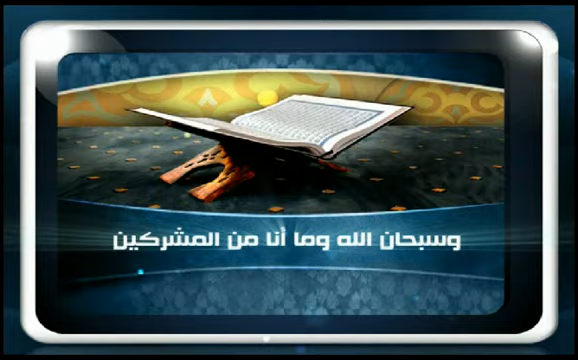 وسبحان الله وما أنا من المشركين